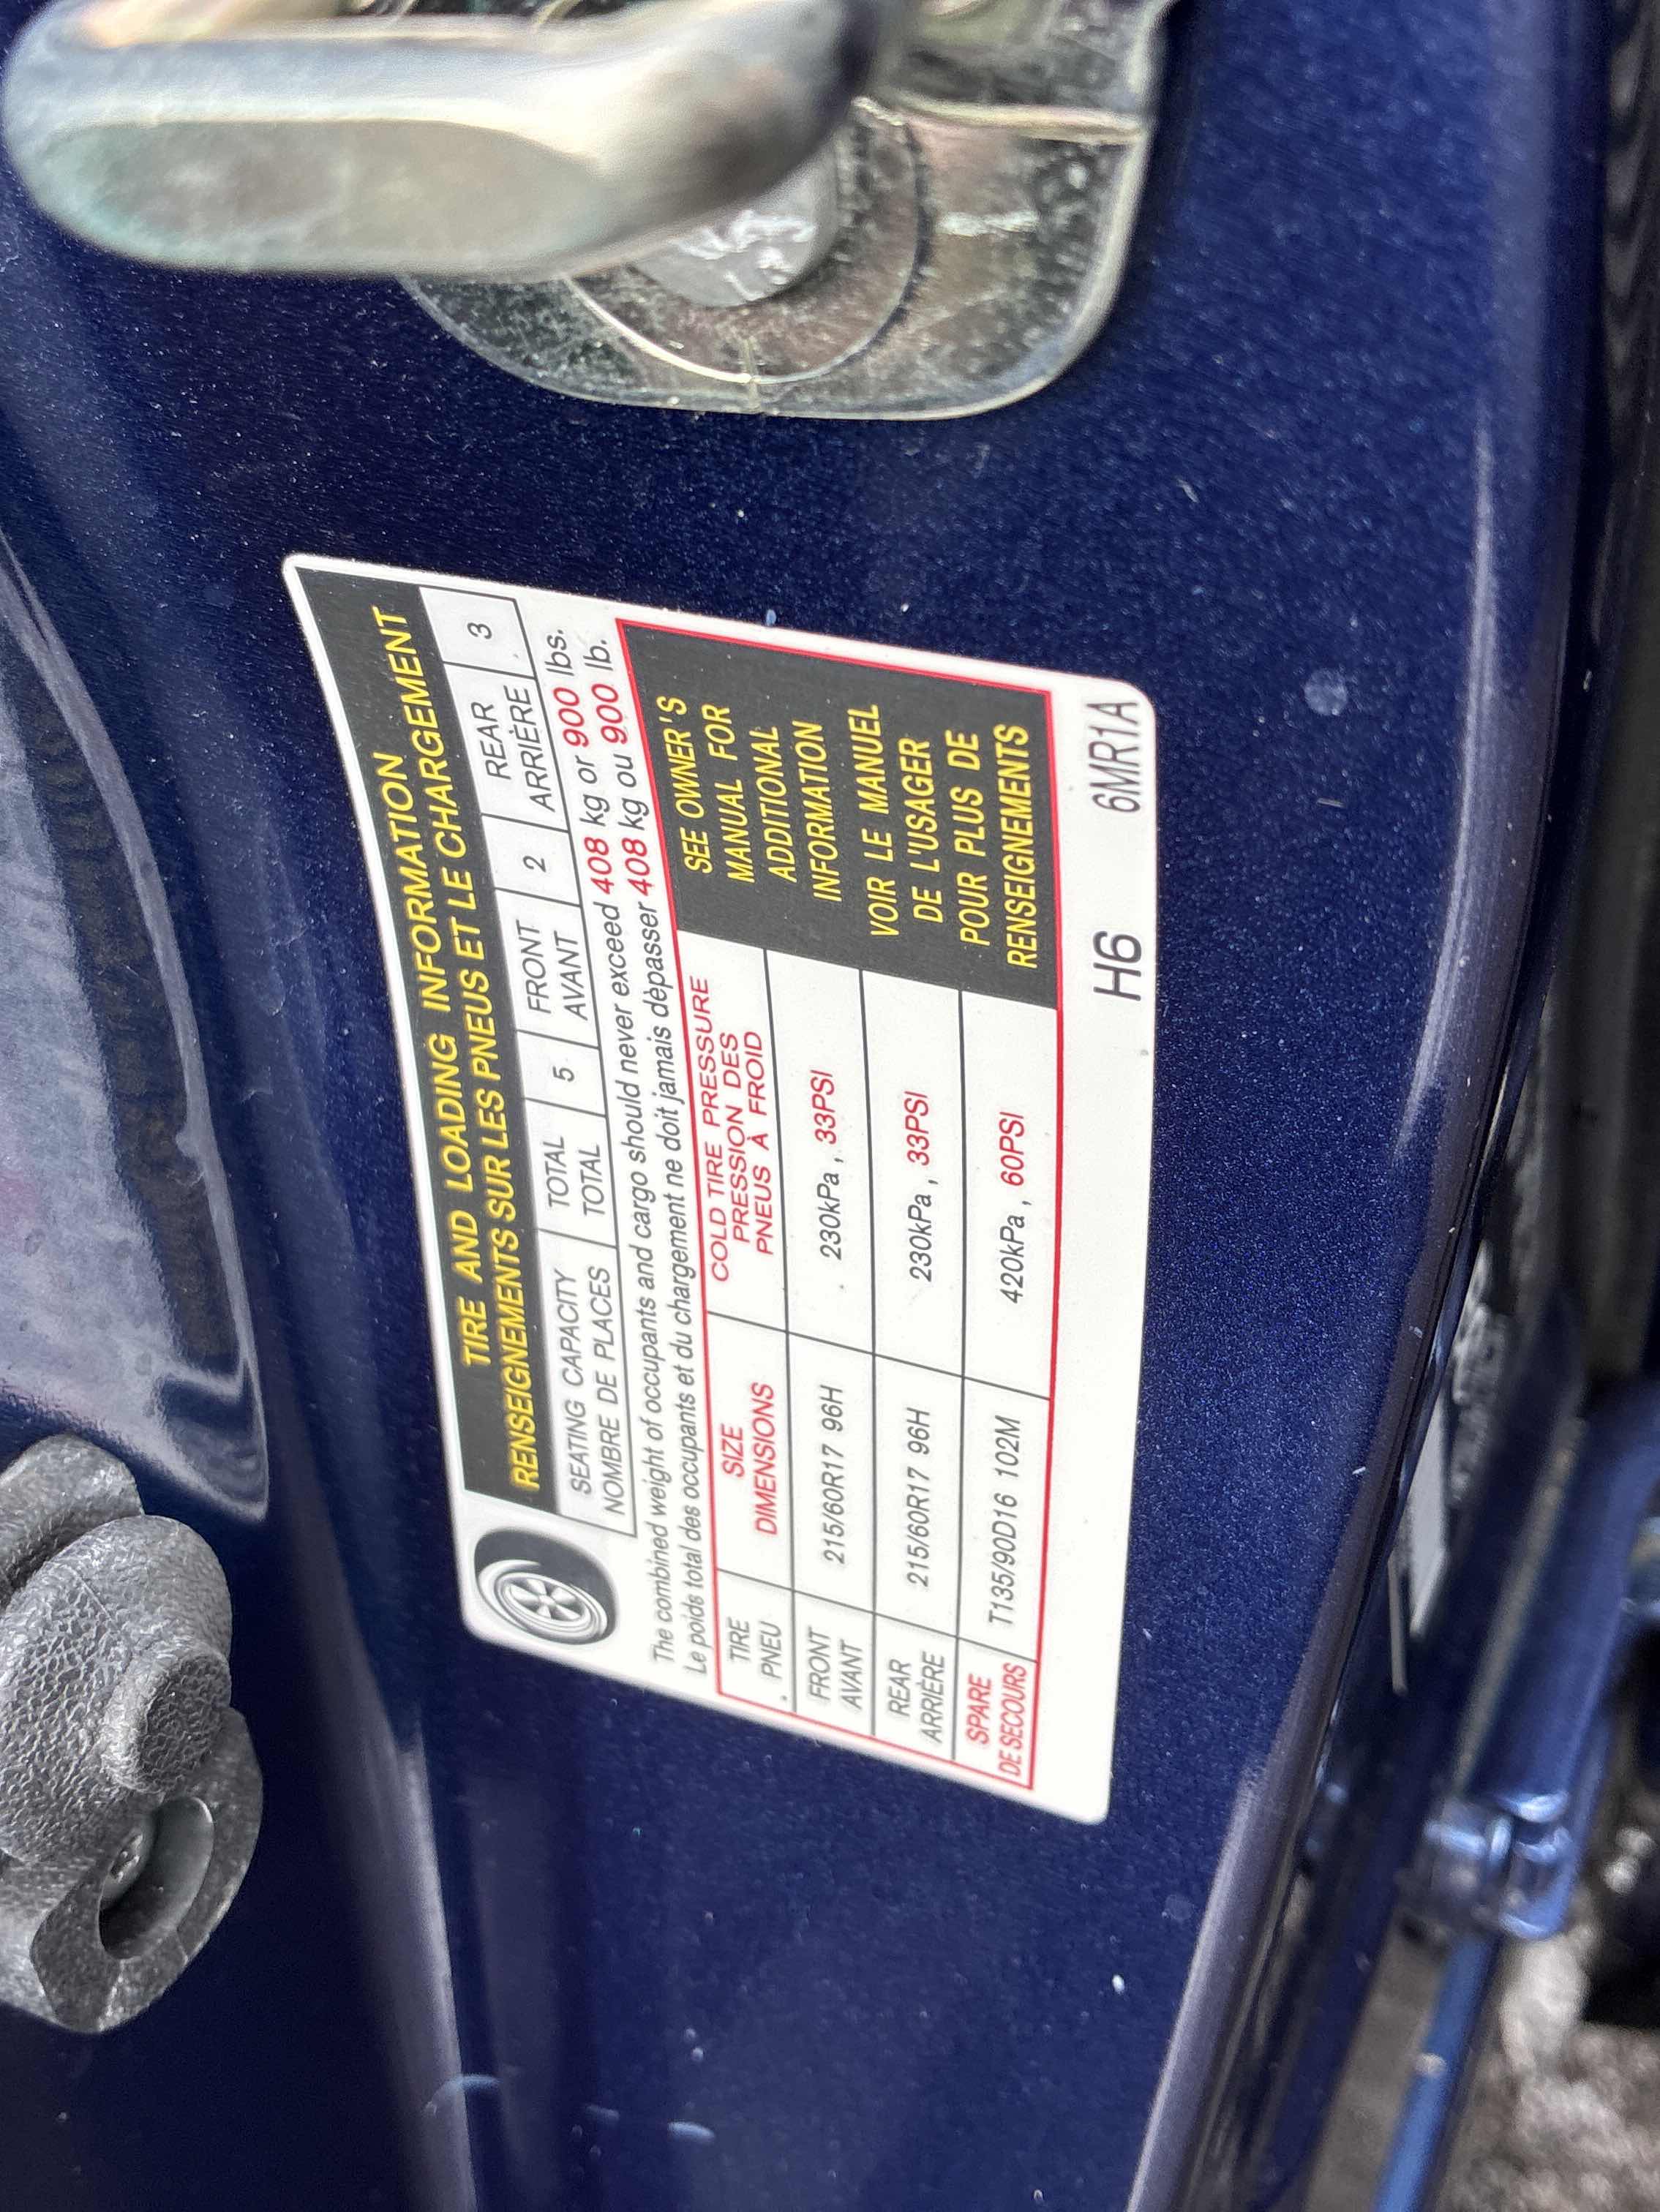 TIRE AND LOADING INFORMATION
RENSEIGNEMENTS SUR LES PNEUS ET LE CHARGEMENT
SEATING CAPACITY TOTAL 5 FRONT 2 REAR 3
NOMBRE DE PLACES TOTAL AVANT ARRIÈRE
The combined weight of occupants and cargo should never exceed 408 kg or 900 lbs.
Le poids total des occupants et du chargement ne doit jamais dèpasser 408 kg ou 900 lb.
TIRE
PNEU
SIZE
DIMENSIONS
COLD TIRE PRESSURE
PRESSION DES
PNEUS À FROID
FRONT
AVANT
215/60R17 96H
230kPa , 33PSI
REAR
ARRIÈRE
215/60R17 96H
230kPa , 33PSI
SPARE
DE SECOURS
T135/90D16 102M
420kPa , 60PSI
SEE OWNER'S
MANUAL FOR
ADDITIONAL
INFORMATION
VOIR LE MANUEL
DE L'USAGER
POUR PLUS DE
RENSEIGNEMENTS
H6 6MR1A